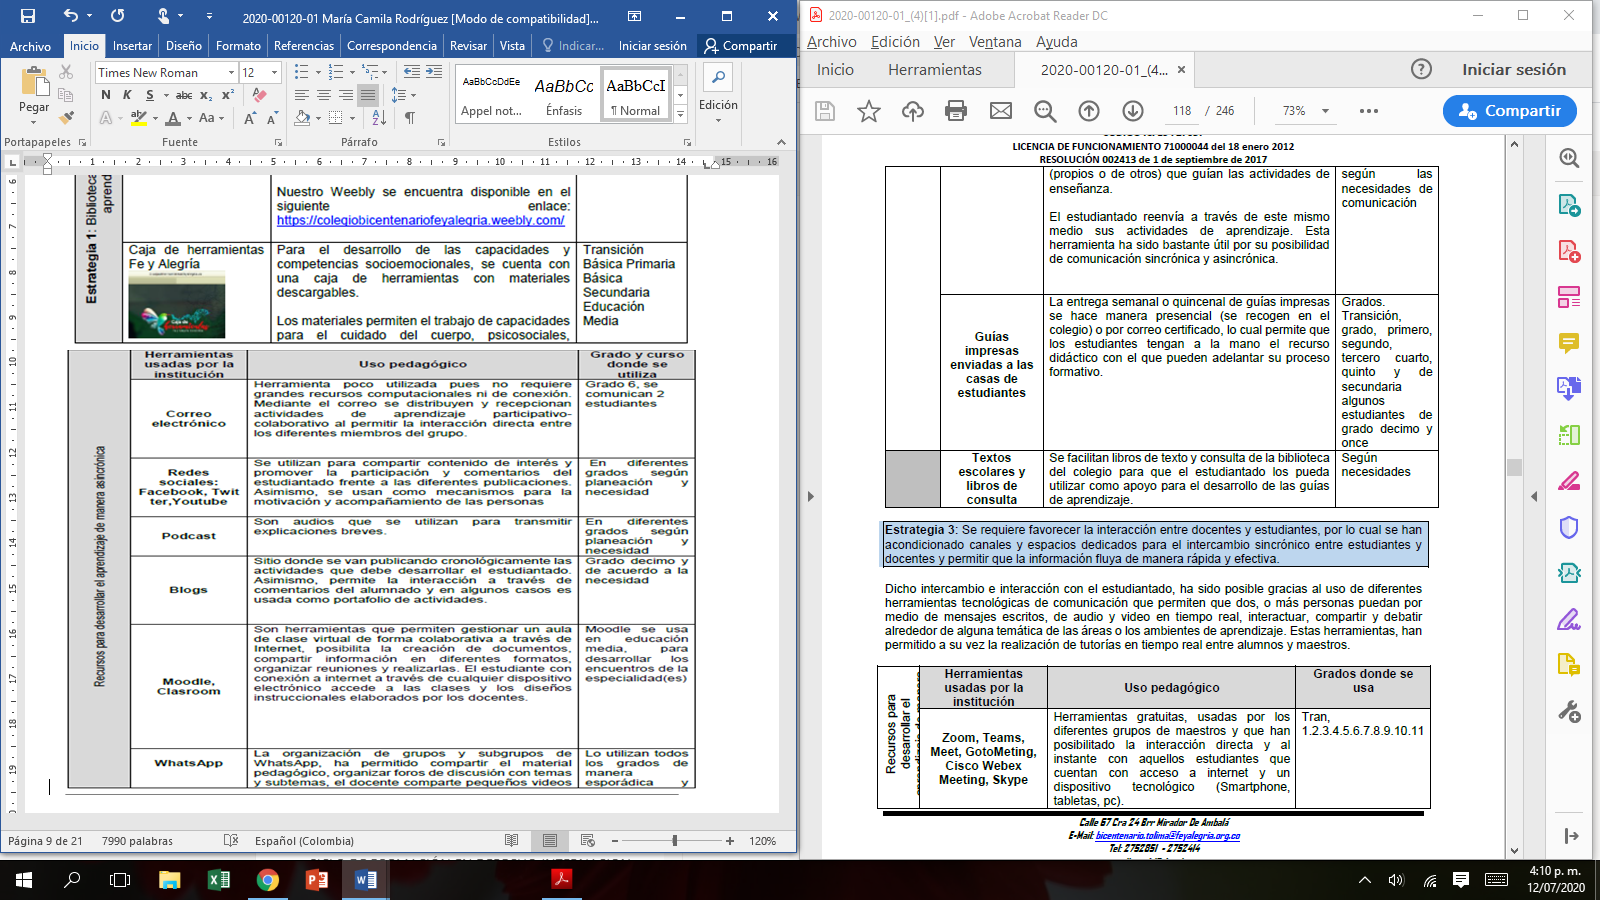 2020-00120-01 María Camila Rodríguez [Modo de compatibilidad]...
Archivo Inicio Insertar Diseño Formato Referencias Correspondencia Revisar Vista Indicar... Iniciar sesión Compartir
Pegar
Times New Roman 12
N K S abc x₂ x²
AaBbCcDdEe AaBbCc AaBbCcI
Appel not... Énfasis ¶ Normal
Edición
Portapapeles Fuente Párrafo Estilos
1 2 3 4 5 6 7 8 9 10 11 12 13 14 15 16
Estrategia 1: Biblioteca
aprend
Nuestro Weebly se encuentra disponible en el
siguiente enlace:
https://colegiobicentenariofeyalegria.weebly.com/
Caja de herramientas
Fe y Alegría
Para el desarrollo de las capacidades y
competencias socioemocionales, se cuenta con
una caja de herramientas con materiales
descargables.
Los materiales permiten el trabajo de capacidades
para el cuidado del cuerpo, psicosociales,
Transición
Básica Primaria
Básica
Secundaria
Educación
Media
Recursos para desarrollar el aprendizaje de manera asincrónica
Herramientas
usadas por la
institución
Uso pedagógico
Grado y curso
donde se
utiliza
Correo
electrónico
Herramienta poco utilizada pues no requiere
grandes recursos computacionales ni de conexión.
Mediante el correo se distribuyen y recepcionan
actividades de aprendizaje participativo-
colaborativo al permitir la interacción directa entre
los diferentes miembros del grupo.
Grado 6, se
comunican 2
estudiantes
Redes
sociales:
Facebook, Twit
ter,Youtube
Se utilizan para compartir contenido de interés y
promover la participación y comentarios del
estudiantado frente a las diferentes publicaciones.
Asimismo, se usan como mecanismos para la
motivación y acompañamiento de las personas
En diferentes
grados según
planeación y
necesidad
Podcast
Son audios que se utilizan para transmitir
explicaciones breves.
En diferentes
grados según
planeación y
necesidad
Blogs
Sitio donde se van publicando cronológicamente las
actividades que debe desarrollar el estudiantado.
Asimismo, permite la interacción a través de
comentarios del alumnado y en algunos casos es
usada como portafolio de actividades.
Grado decimo y
de acuerdo a la
necesidad
Moodle,
Clasroom
Son herramientas que permiten gestionar un aula
de clase virtual de forma colaborativa a través de
Internet, posibilita la creación de documentos,
compartir información en diferentes formatos,
organizar reuniones y realizarlas. El estudiante con
conexión a internet a través de cualquier dispositivo
electrónico accede a las clases y los diseños
instruccionales elaborados por los docentes.
Moodle se usa
en educación
media, para
desarrollar los
encuentros de la
especialidad(es)
WhatsApp
La organización de grupos y subgrupos de
WhatsApp, ha permitido compartir el material
pedagógico, organizar foros de discusión con temas
y subtemas, el docente comparte pequeños videos
Lo utilizan todos
los grados de
manera
esporádica y
Página 9 de 21 7990 palabras Español (Colombia) 120%
2020-00120-01_(4)[1].pdf - Adobe Acrobat Reader DC
Archivo Edición Ver Ventana Ayuda
Inicio Herramientas 2020-00120-01_(4... × Iniciar sesión
118 / 246 73% Compartir
LICENCIA DE FUNCIONAMIENTO 71000044 del 18 enero 2012
RESOLUCIÓN 002413 de 1 de septiembre de 2017
(propios o de otros) que guían las actividades de
enseñanza.
El estudiantado reenvía a través de este mismo
medio sus actividades de aprendizaje. Esta
herramienta ha sido bastante útil por su posibilidad
de comunicación sincrónica y asincrónica.
según las
necesidades de
comunicación
Guías
impresas
enviadas a las
casas de
estudiantes
La entrega semanal o quincenal de guías impresas
se hace manera presencial (se recogen en el
colegio) o por correo certificado, lo cual permite que
los estudiantes tengan a la mano el recurso
didáctico con el que pueden adelantar su proceso
formativo.
Grados.
Transición,
grado, primero,
segundo,
tercero cuarto,
quinto y de
secundaria
algunos
estudiantes de
grado decimo y
once
Textos
escolares y
libros de
consulta
Se facilitan libros de texto y consulta de la biblioteca
del colegio para que el estudiantado los pueda
utilizar como apoyo para el desarrollo de las guías
de aprendizaje.
Según
necesidades
Estrategia 3: Se requiere favorecer la interacción entre docentes y estudiantes, por lo cual se han
acondicionado canales y espacios dedicados para el intercambio sincrónico entre estudiantes y
docentes y permitir que la información fluya de manera rápida y efectiva.
Dicho intercambio e interacción con el estudiantado, ha sido posible gracias al uso de diferentes
herramientas tecnológicas de comunicación que permiten que dos, o más personas puedan por
medio de mensajes escritos, de audio y video en tiempo real, interactuar, compartir y debatir
alrededor de alguna temática de las áreas o los ambientes de aprendizaje. Estas herramientas, han
permitido a su vez la realización de tutorías en tiempo real entre alumnos y maestros.
Recursos para
desarrollar el
Herramientas
usadas por la
institución
Uso pedagógico
Grados donde se
usa
Zoom, Teams,
Meet, GotoMeting,
Cisco Webex
Meeting, Skype
Herramientas gratuitas, usadas por los
diferentes grupos de maestros y que han
posibilitado la interacción directa y al
instante con aquellos estudiantes que
cuentan con acceso a internet y un
dispositivo tecnológico (Smartphone,
tabletas, pc).
Tran,
1.2.3.4.5.6.7.8.9.10.11
Calle 67 Cra 24 Brr Mirador De Ambalá
E-Mail: bicentenario.tolima@feyalegria.org.co
Tel: 2752851 - 2752414
4:10 p. m.
12/07/2020